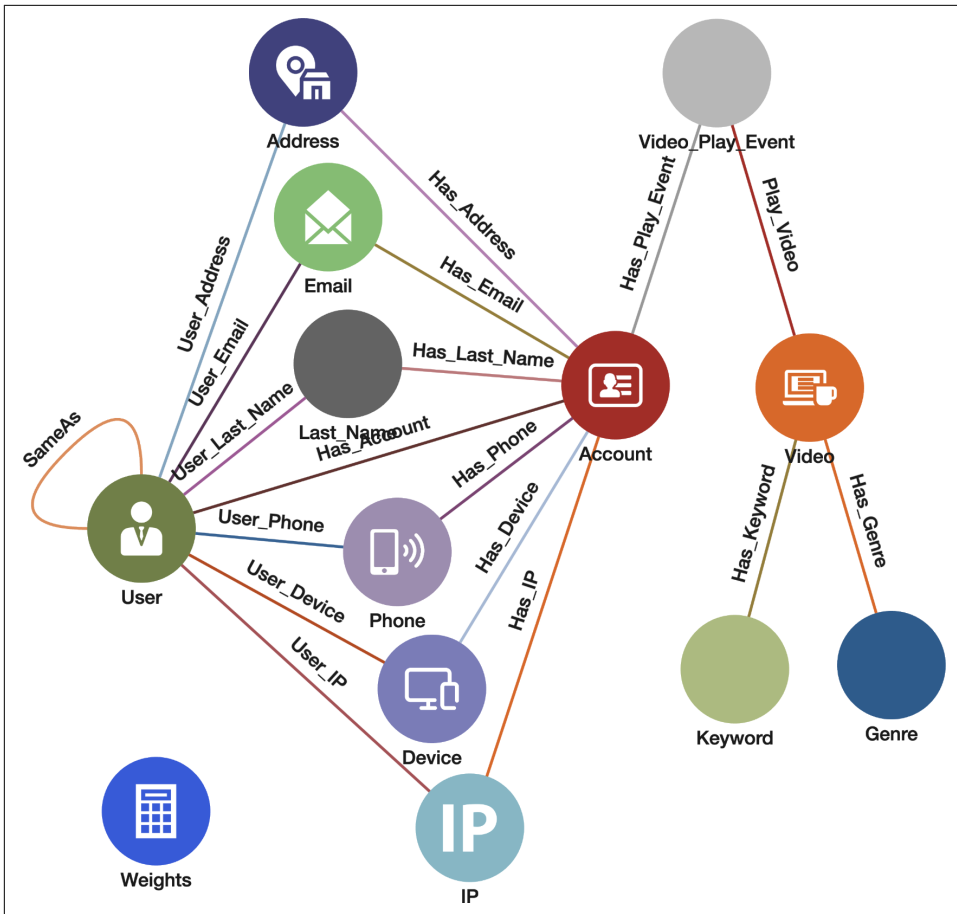 Address
Video_Play_Event
Has_Address
Has_Play_Event
Play_Video
User_Address
Email
Has_Email
User_Email
Has_Last_Name
User_Last_Name
Last_Name
Has_Account
SameAs
Account
Video
Has_Phone
User_Phone
Has_Device
Has_Keyword
Has_Genre
User
Phone
User_Device
Has_IP
User_IP
Device
Keyword
Genre
IP
Weights
IP